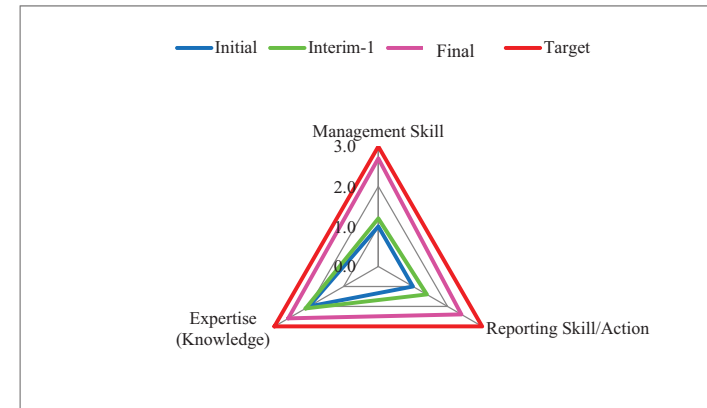 Initial Interim-1 Final Target
Management Skill
3.0
2.0
1.0
0.0
Expertise
(Knowledge)
Reporting Skill/Action